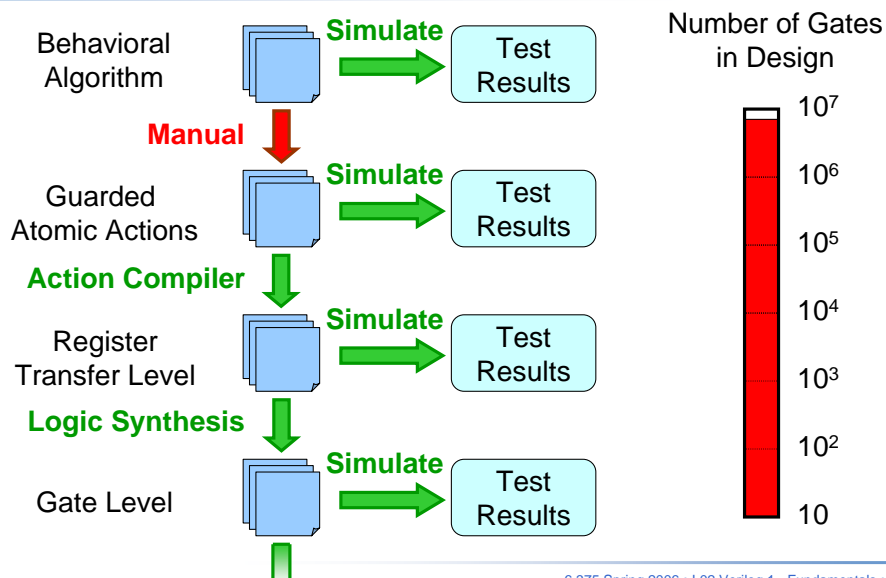 Behavioral
Algorithm
Simulate
Test
Results
Number of Gates
in Design
Manual
Guarded
Atomic Actions
Simulate
Test
Results
Action Compiler
Register
Transfer Level
Simulate
Test
Results
Logic Synthesis
Gate Level
Simulate
Test
Results
10⁷
10⁶
10⁵
10⁴
10³
10²
10